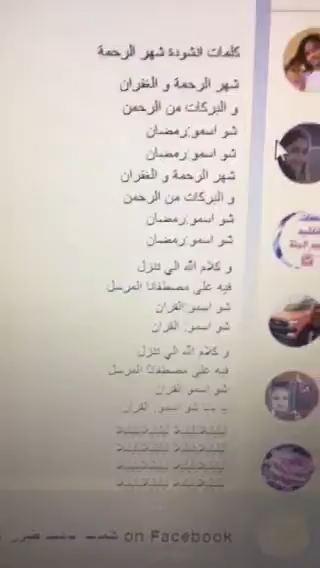 كلمات انشودة شهر الرحمة
شهر الرحمة و الغفران
و البركات من الرحمن
شو اسمو:رمضان
شو اسمو:رمضان
شهر الرحمة و الغفران
و البركات من الرحمن
شو اسمو:رمضان
شو اسمو:رمضان
و كلام الله الي تنزل
فيه على مصطفانا المرسل
شو اسمو:القران
شو اسمو: القران
و كلام الله الي تنزل
فيه على مصطفانا المرسل
شو اسمو القران
شو اسمو: القران
on Facebook